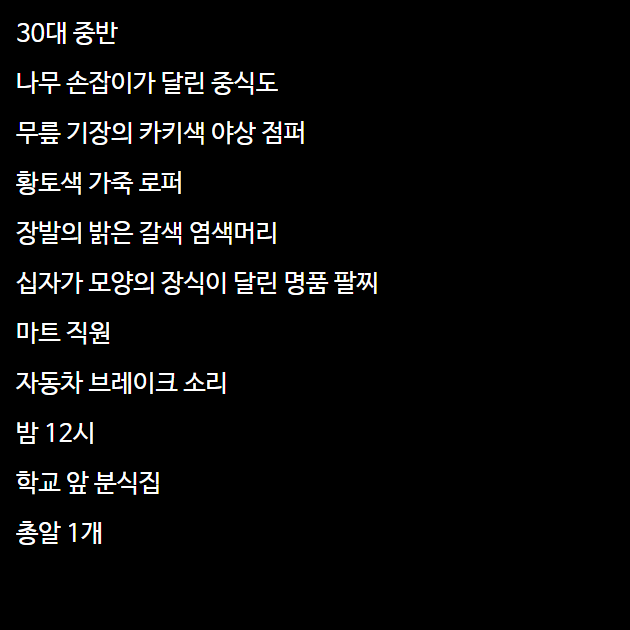 30대 중반
나무 손잡이가 달린 중식도
무릎 기장의 카키색 야상 점퍼
황토색 가죽 로퍼
장발의 밝은 갈색 염색머리
십자가 모양의 장식이 달린 명품 팔찌
마트 직원
자동차 브레이크 소리
밤 12시
학교 앞 분식집
총알 1개